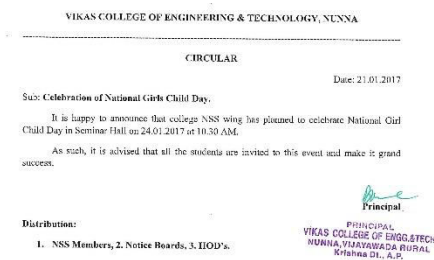 VIKAS COLLEGE OF ENGINEERING & TECHNOLOGY, NUNNA
CIRCULAR
Date: 21.01.2017
Sub: Celebration of National Girls Child Day.
It is happy to announce that college NSS wing has planned to celebrate National Girl
Child Day in Seminar Hall on 24.01.2017 at 10.30 AM.
As, such, it is advised that all the students are invited to this event and make it grand
success.
Principal
Distribution:
1. NSS Members, 2. Notice Boards, 3. HOD's.
PRINCIPAL
VIKAS COLLEGE OF ENGG.&TECH
NUNNA, VIJAYAWADA RURAL
Krishna Dt., A.P.